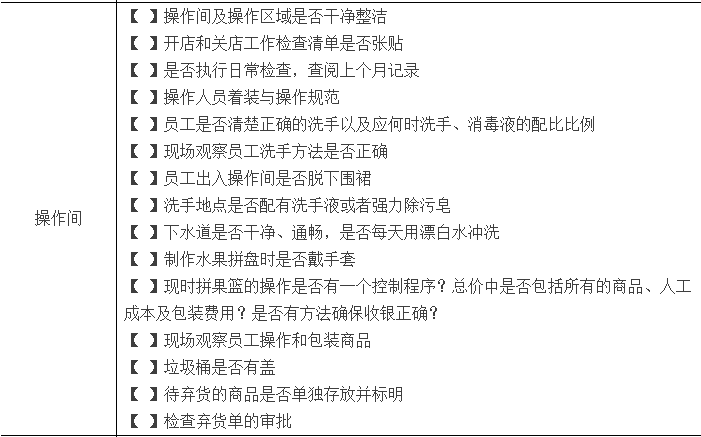 【 】操作间及操作区域是否干净整洁
【 】开店和关店工作检查清单是否张贴
【 】是否执行日常检查，查阅上个月记录
【 】操作人员着装与操作规范
【 】员工是否清楚正确的洗手以及应何时洗手、消毒液的配比比例
【 】现场观察员工洗手方法是否正确
【 】员工出入操作间是否脱下围裙
操作间
【 】洗手地点是否配有洗手液或者强力除污皂
【 】下水道是否干净、通畅，是否每天用漂白水冲洗
【 】制作水果拼盘时是否戴手套
【 】现时拼果篮的操作是否有一个控制程序？总价中是否包括所有的商品、人工
成本及包装费用？是否有方法确保收银正确？
【 】现场观察员工操作和包装商品
【 】垃圾桶是否有盖
【 】待弃货的商品是否单独存放并标明
【 】检查弃货单的审批